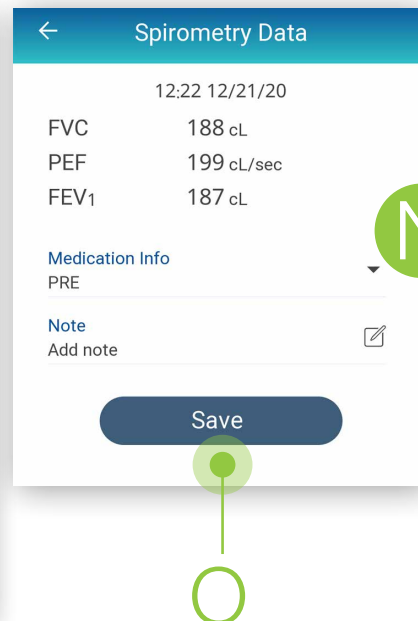 Spirometry Data
12:22 12/21/20
FVC 188 cL
PEF 199 cL/sec
FEV1 187 cL
N
Medication Info
PRE
Note
Add note
Save
O